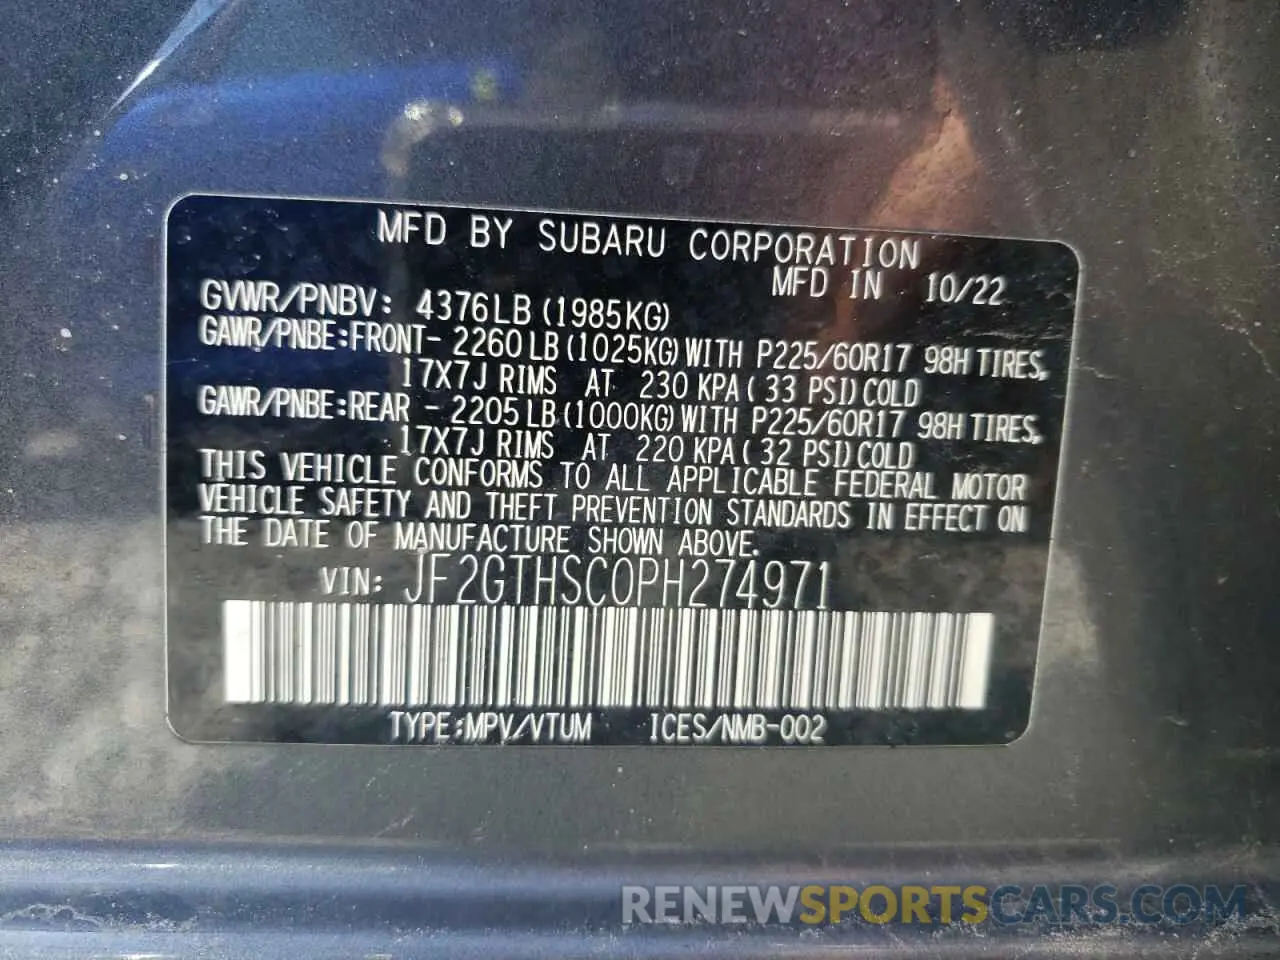 MFD BY SUBARU CORPORATION
MFD IN 10/22
GVWR/PNBV: 4376LB (1985KG)
GAWR/PNBE:FRONT- 2260 LB (1025KG) WITH P225/60R17 98H TIRES,
17X7J RIMS AT 230 KPA ( 33 PSI) COLD
GAWR/PNBE:REAR - 2205 LB (1000KG) WITH P225/60R17 98H TIRES,
17X7J RIMS AT 220 KPA ( 32 PSI) COLD
THIS VEHICLE CONFORMS TO ALL APPLICABLE FEDERAL MOTOR
VEHICLE SAFETY AND THEFT PREVENTION STANDARDS IN EFFECT ON
THE DATE OF MANUFACTURE SHOWN ABOVE.
VIN: JF2GTHSC0PH274971
TYPE:MPV/VTUM ICES/NMB-002
RENEWSPORTSCARS.COM